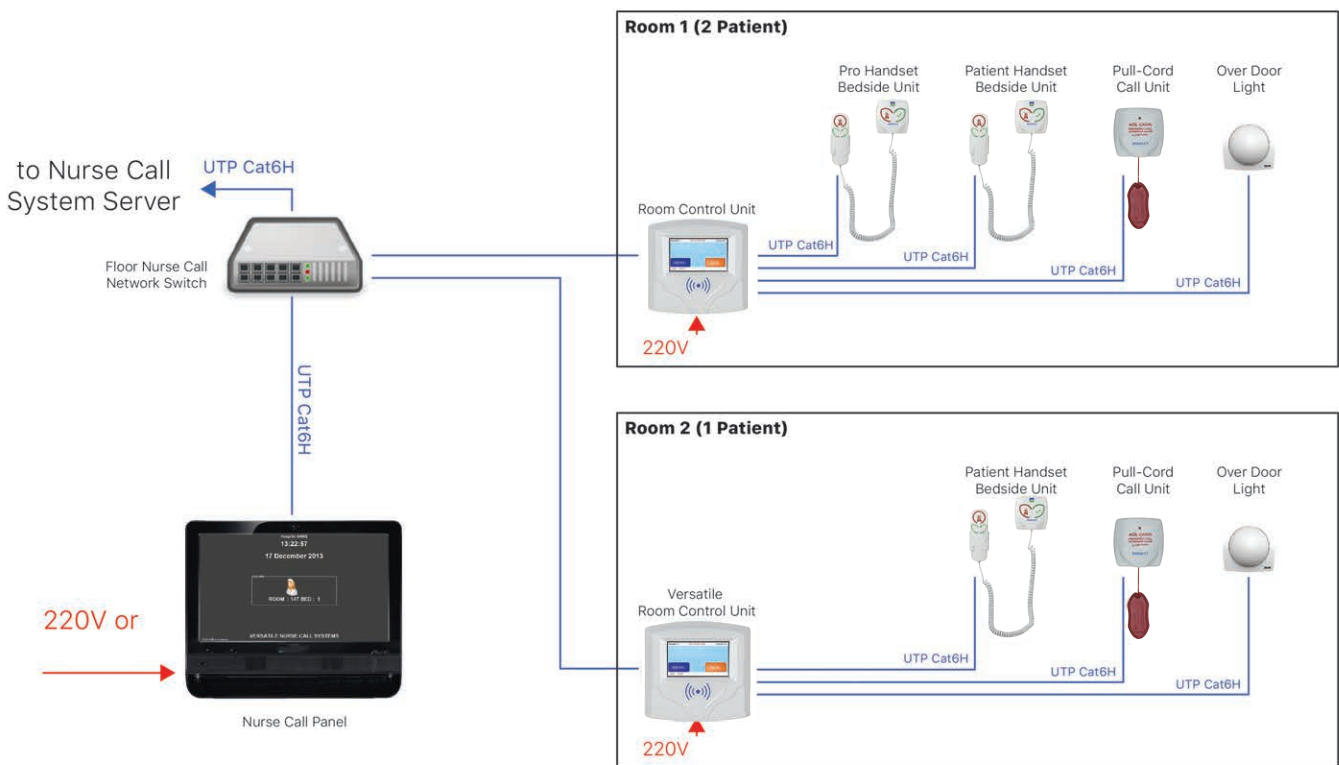 Room 1 (2 Patient)
Pro Handset
Bedside Unit
Patient Handset
Bedside Unit
Pull-Cord
Call Unit
Over Door
Light
to Nurse Call
System Server
UTP Cat6H
Room Control Unit
Floor Nurse Call
Network Switch
UTP Cat6H
UTP Cat6H
UTP Cat6H
UTP Cat6H
220V
UTP Cat6H
Room 2 (1 Patient)
Patient Handset
Bedside Unit
Pull-Cord
Call Unit
Over Door
Light
13:22:57
17 December 2013
ROOM : 147 BED : 1
VERSATILE NURSE CALL SYSTEMS
220V or
Nurse Call Panel
Versatile
Room Control Unit
UTP Cat6H
UTP Cat6H
UTP Cat6H
220V